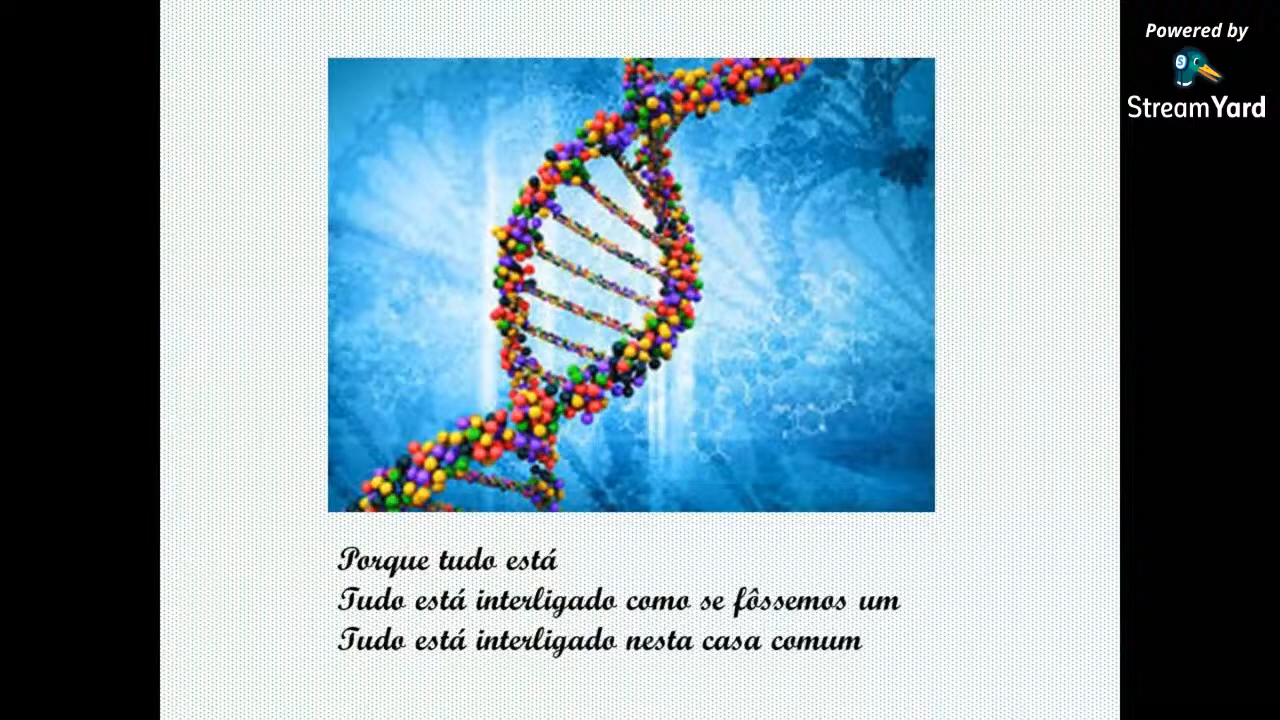 Powered by
StreamYard
Porque tudo está
Tudo está interligado como se fôssemos um
Tudo está interligado nesta casa comum